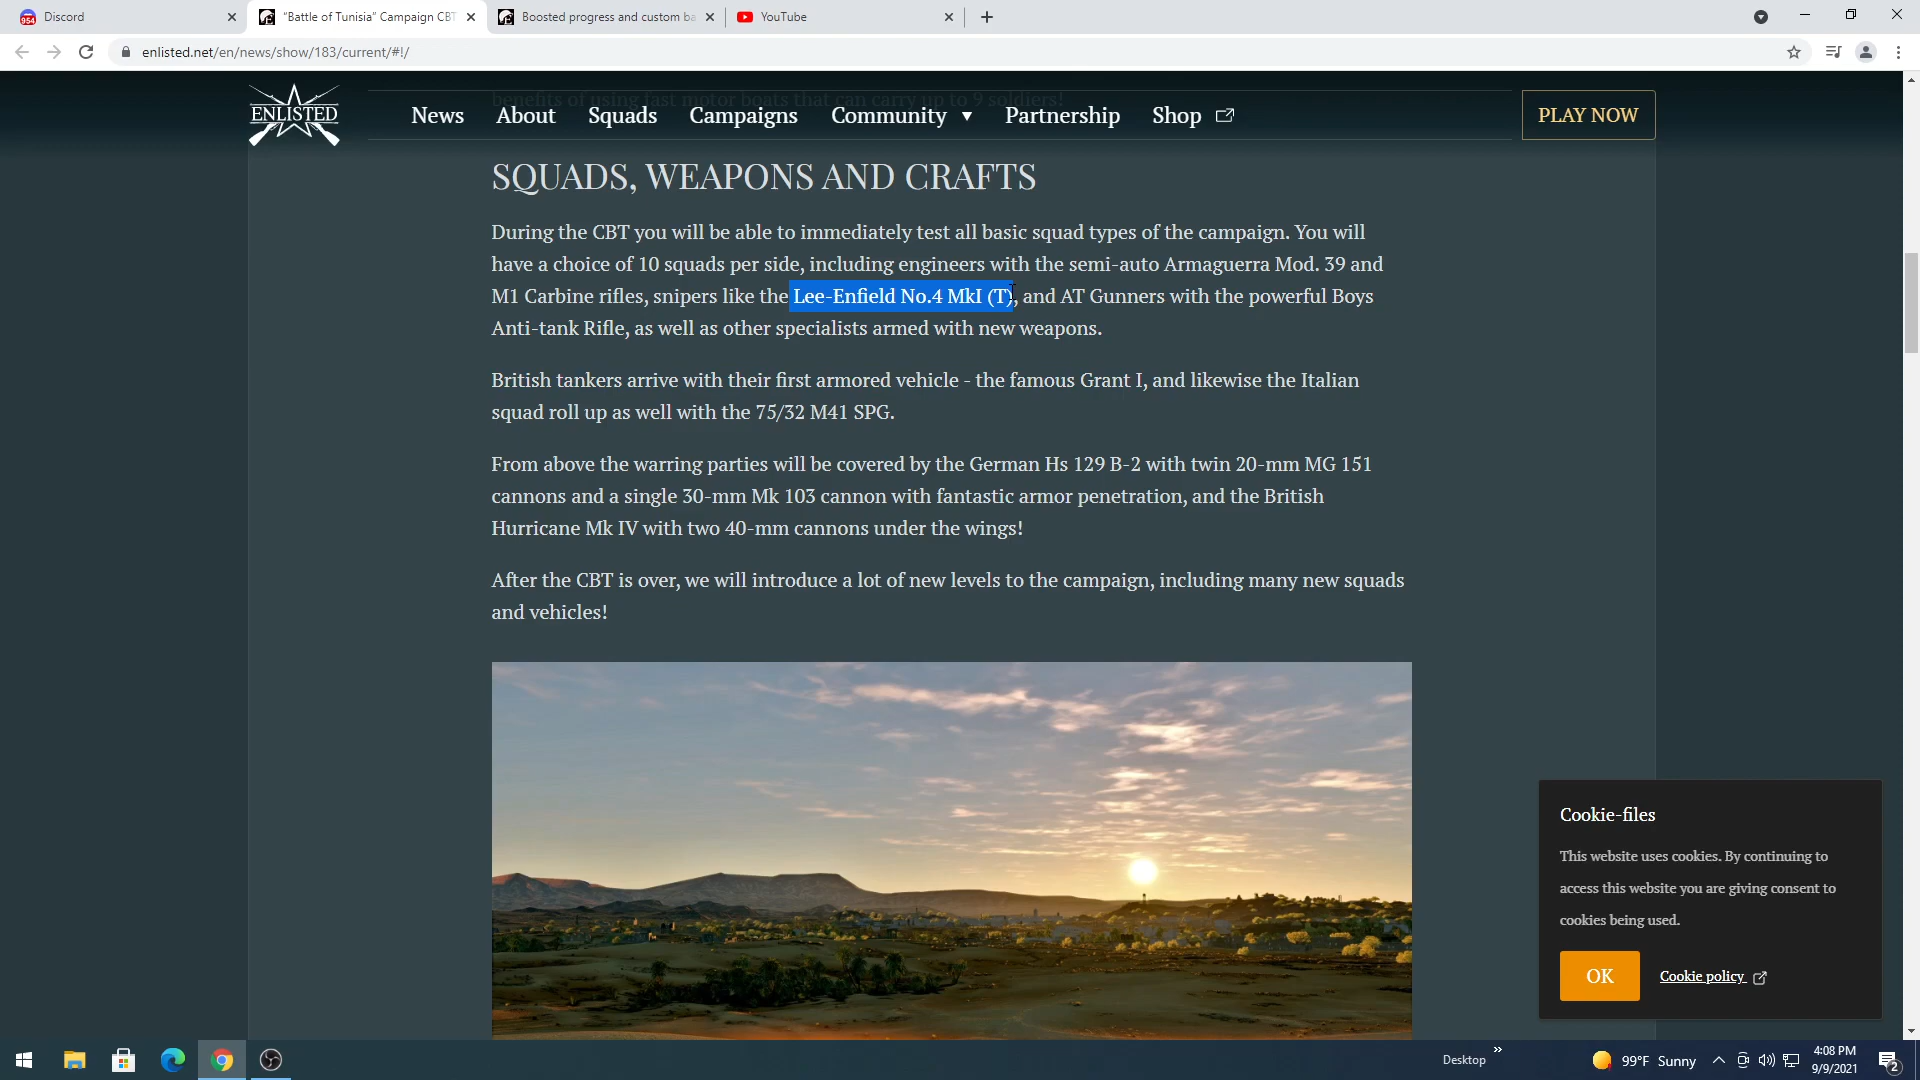 954
Discord
"Battle of Tunisia" Campaign CBT
Boosted progress and custom ba
YouTube
enlisted.net/en/news/show/183/current/#!/
benefits of using fast motor boats that can carry up to 9 soldiers!
ENLISTED
News
About
Squads
Campaigns
Community ▼
Partnership
Shop
PLAY NOW
SQUADS, WEAPONS AND CRAFTS
During the CBT you will be able to immediately test all basic squad types of the campaign. You will
have a choice of 10 squads per side, including engineers with the semi-auto Armaguerra Mod. 39 and
M1 Carbine rifles, snipers like the Lee-Enfield No.4 MkI (T), and AT Gunners with the powerful Boys
Anti-tank Rifle, as well as other specialists armed with new weapons.
British tankers arrive with their first armored vehicle - the famous Grant I, and likewise the Italian
squad roll up as well with the 75/32 M41 SPG.
From above the warring parties will be covered by the German Hs 129 B-2 with twin 20-mm MG 151
cannons and a single 30-mm Mk 103 cannon with fantastic armor penetration, and the British
Hurricane Mk IV with two 40-mm cannons under the wings!
After the CBT is over, we will introduce a lot of new levels to the campaign, including many new squads
and vehicles!
Cookie-files
This website uses cookies. By continuing to
access this website you are giving consent to
cookies being used.
OK
Cookie policy
Desktop
99°F Sunny
4:08 PM
9/9/2021
2